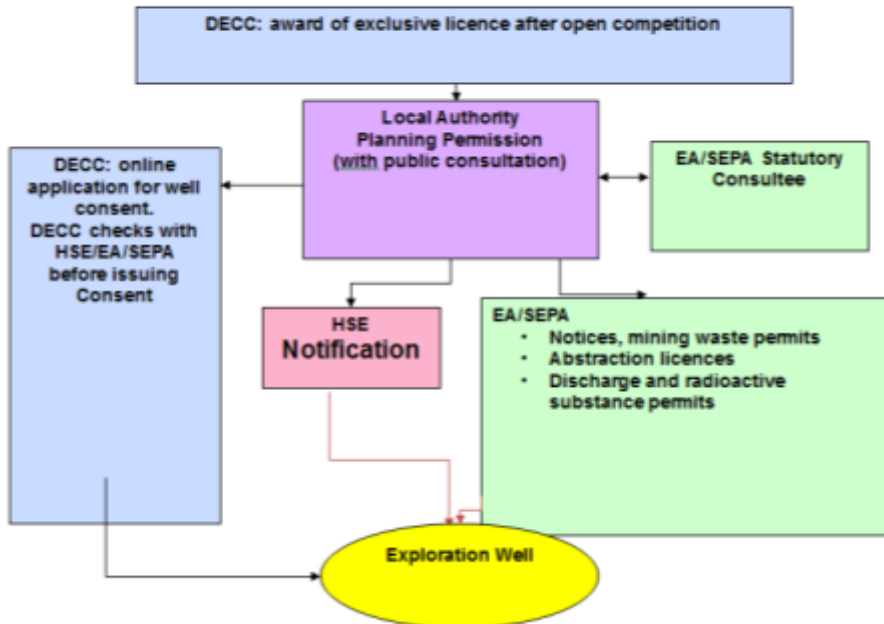 DECC: award of exclusive licence after open competition
Local Authority
Planning Permission
(with public consultation)
DECC: online
application for well
consent.
DECC checks with
HSE/EA/SEPA
before issuing
Consent
EA/SEPA Statutory
Consultee
HSE
Notification
EA/SEPA
• Notices, mining waste permits
• Abstraction licences
• Discharge and radioactive
substance permits
Exploration Well